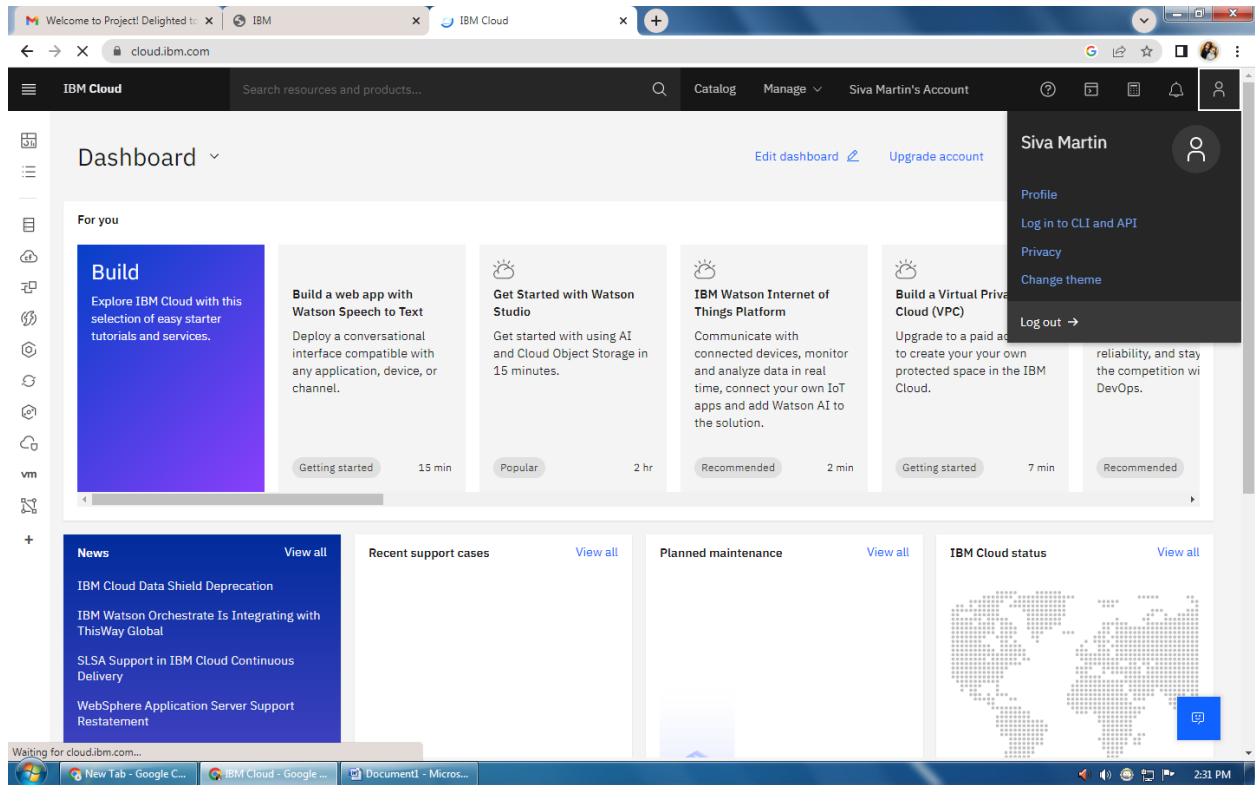 Welcome to Project! Delighted to
IBM
IBM Cloud
cloud.ibm.com
IBM Cloud
Search resources and products...
Catalog
Manage
Siva Martin's Account
Dashboard
Edit dashboard
Upgrade account
Siva Martin
Profile
Log in to CLI and API
Privacy
Change theme
Log out →
For you
Build
Explore IBM Cloud with this
selection of easy starter
tutorials and services.
Build a web app with
Watson Speech to Text
Deploy a conversational
interface compatible with
any application, device, or
channel.
Getting started
15 min
Get Started with Watson
Studio
Get started with using AI
and Cloud Object Storage in
15 minutes.
Popular
2 hr
IBM Watson Internet of
Things Platform
Communicate with
connected devices, monitor
and analyze data in real
time, connect your own IoT
apps and add Watson AI to
the solution.
Recommended
2 min
Build a Virtual Priva
Cloud (VPC)
Upgrade to a paid ac
to create your your own
protected space in the IBM
Cloud.
Getting started
7 min
reliability, and stay
the competition wi
DevOps.
Recommended
vm
News
View all
IBM Cloud Data Shield Deprecation
IBM Watson Orchestrate Is Integrating with
ThisWay Global
SLSA Support in IBM Cloud Continuous
Delivery
WebSphere Application Server Support
Restatement
Recent support cases
View all
Planned maintenance
View all
IBM Cloud status
View all
Waiting for cloud.ibm.com...
New Tab - Google C...
IBM Cloud - Google ...
Document1 - Micros...
2:31 PM